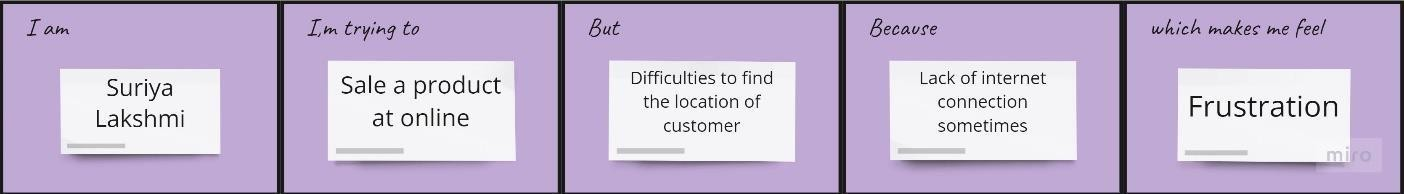 I am
Suriya
Lakshmi
I,m trying to
Sale a product
at online
But
Difficulties to find
the location of
customer
Because
Lack of internet
connection
sometimes
which makes me feel
Frustration
miro